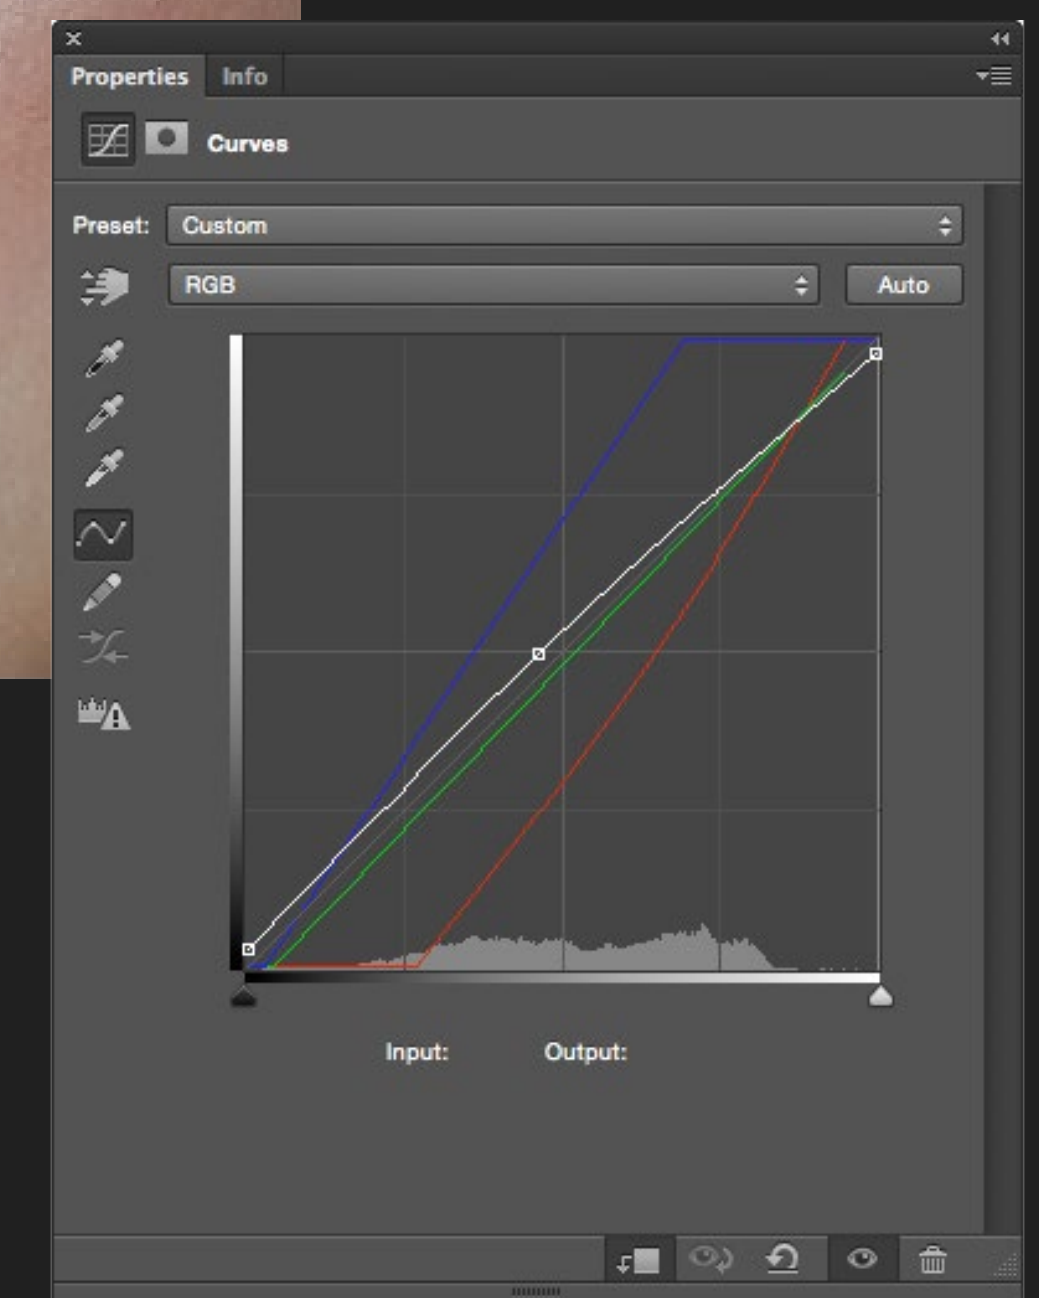 Properties Info
Curves
Preset: Custom
RGB Auto
Input: Output: